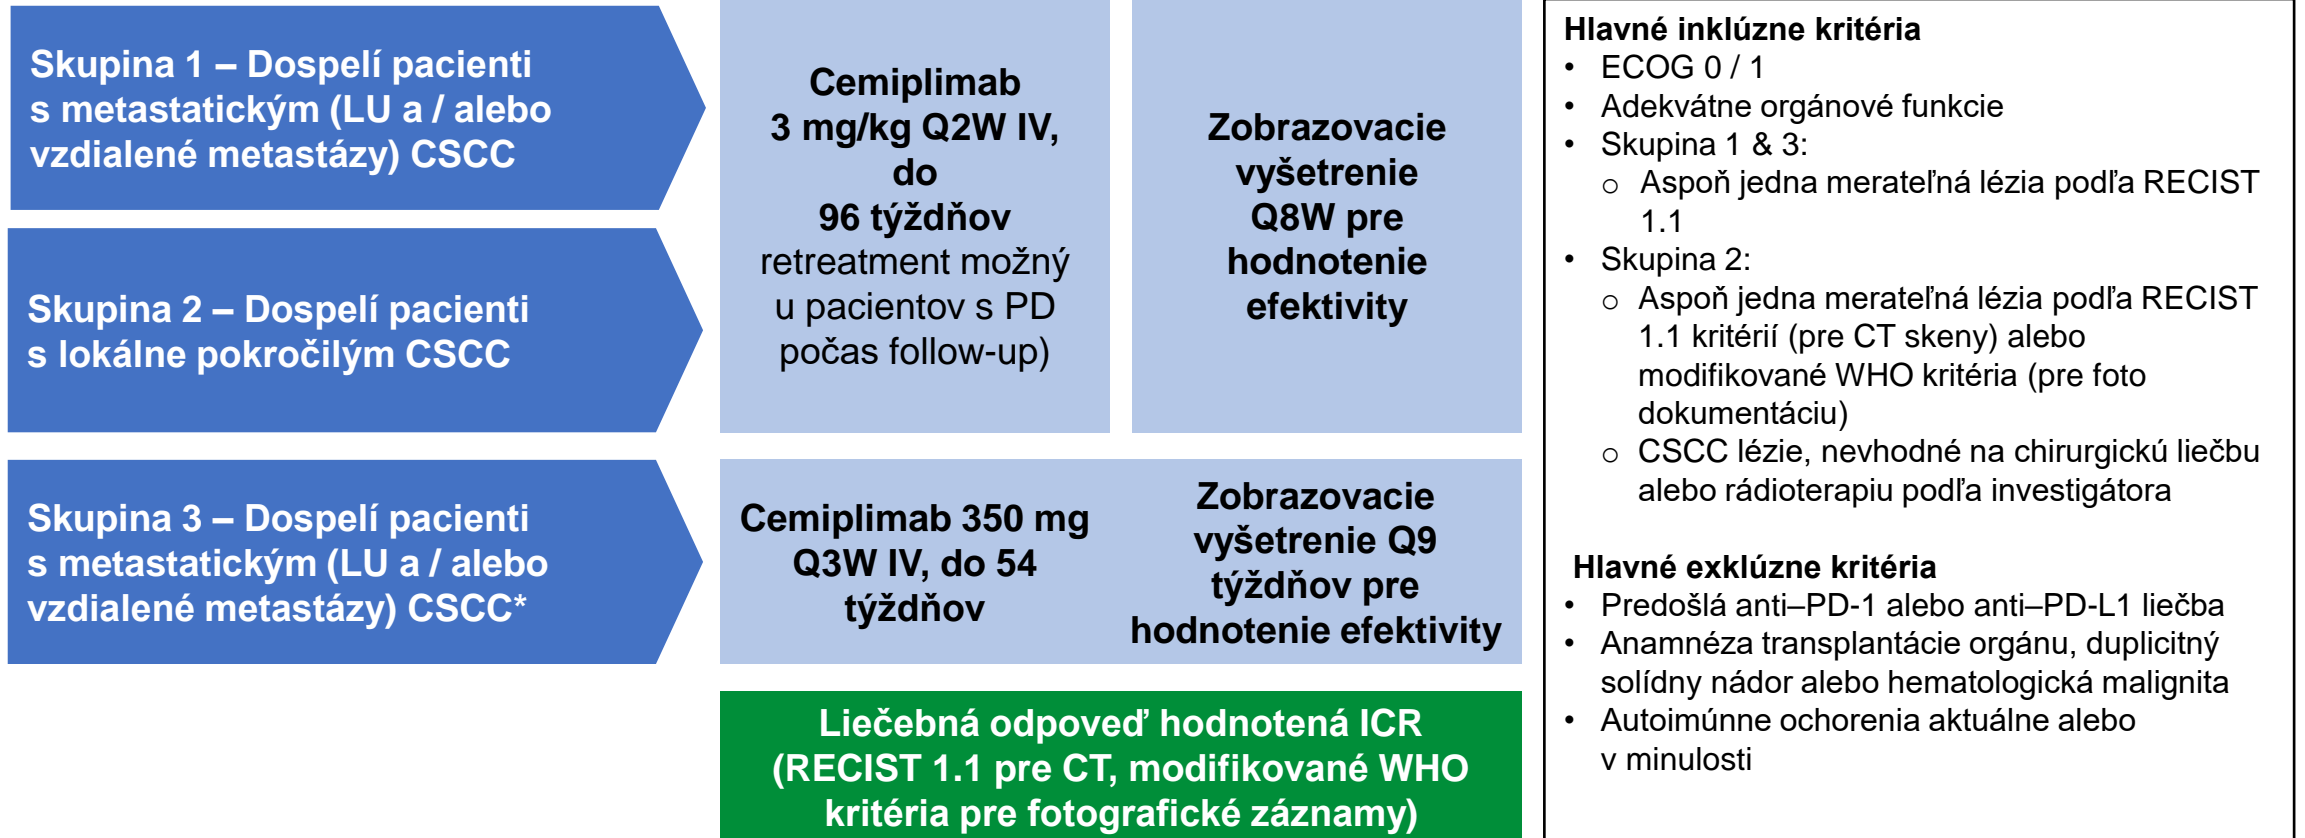 Skupina 1 – Dospelí pacienti
s metastatickým (LU a / alebo
vzdialené metastázy) CSCC
Skupina 2 – Dospelí pacienti
s lokálne pokročilým CSCC
Skupina 3 – Dospelí pacienti
s metastatickým (LU a / alebo
vzdialené metastázy) CSCC*
Cemiplimab
3 mg/kg Q2W IV,
do
96 týždňov
retreatment možný
u pacientov s PD
počas follow-up)
Zobrazovacie
vyšetrenie
Q8W pre
hodnotenie
efektivity
Cemiplimab 350 mg
Q3W IV, do 54
týždňov
Zobrazovacie
vyšetrenie Q9
týždňov pre
hodnotenie efektivity
Liečebná odpoveď hodnotená ICR
(RECIST 1.1 pre CT, modifikované WHO
kritéria pre fotografické záznamy)
Hlavné inklúzne kritéria
• ECOG 0 / 1
• Adekvátne orgánové funkcie
• Skupina 1 & 3:
o Aspoň jedna merateľná lézia podľa RECIST
1.1
• Skupina 2:
o Aspoň jedna merateľná lézia podľa RECIST
1.1 kritérií (pre CT skeny) alebo
modifikované WHO kritéria (pre foto
dokumentáciu)
o CSCC lézie, nevhodné na chirurgickú liečbu
alebo rádioterapiu podľa investigátora
Hlavné exklúzne kritéria
• Predošlá anti–PD-1 alebo anti–PD-L1 liečba
• Anamnéza transplantácie orgánu, duplicitný
solídny nádor alebo hematologická malignita
• Autoimúnne ochorenia aktuálne alebo
v minulosti